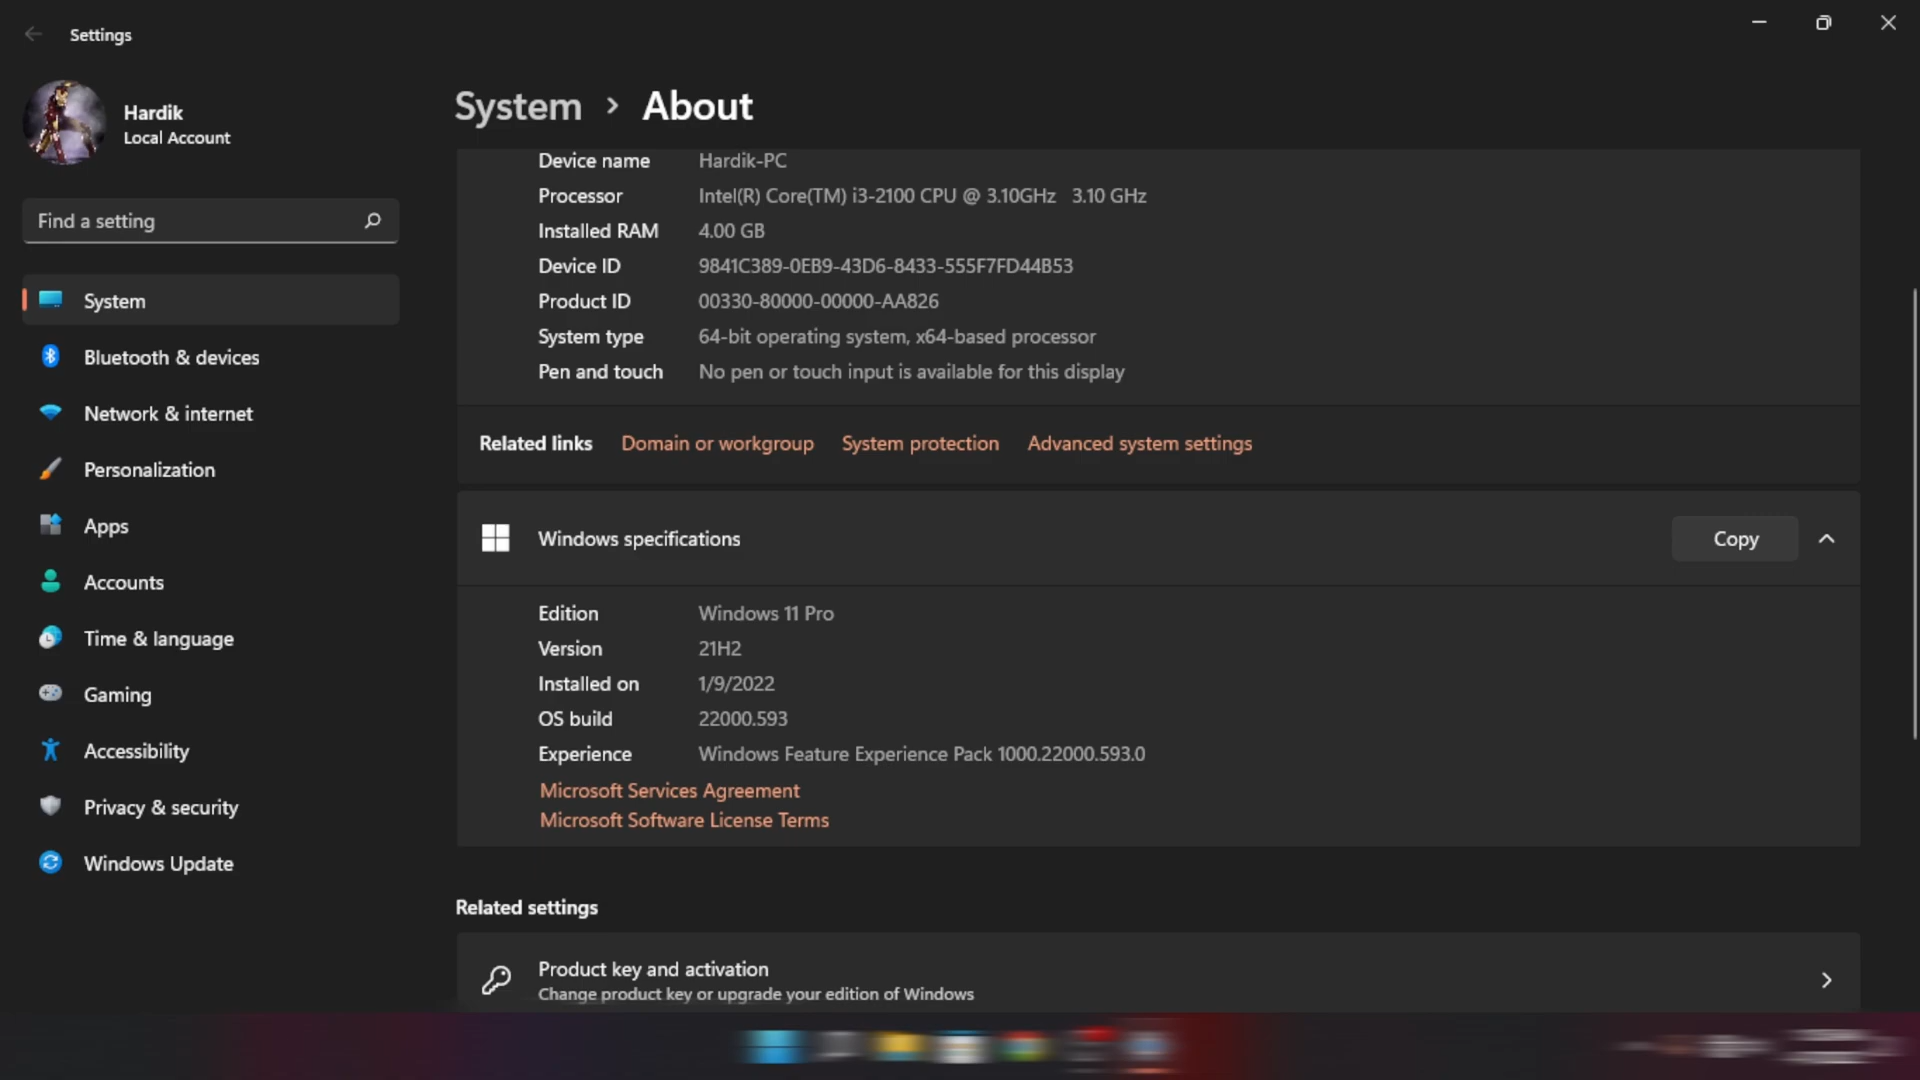 Settings
Hardik
Local Account
Find a setting
System
Bluetooth & devices
Network & internet
Personalization
Apps
Accounts
Time & language
Gaming
Accessibility
Privacy & security
Windows Update
System > About
Device name Hardik-PC
Processor Intel(R) Core(TM) i3-2100 CPU @ 3.10GHz 3.10 GHz
Installed RAM 4.00 GB
Device ID 9841C389-0EB9-43D6-8433-555F7FD44B53
Product ID 00330-80000-00000-AA826
System type 64-bit operating system, x64-based processor
Pen and touch No pen or touch input is available for this display
Related links Domain or workgroup System protection Advanced system settings
Windows specifications Copy
Edition Windows 11 Pro
Version 21H2
Installed on 1/9/2022
OS build 22000.593
Experience Windows Feature Experience Pack 1000.22000.593.0
Microsoft Services Agreement
Microsoft Software License Terms
Related settings
Product key and activation
Change product key or upgrade your edition of Windows